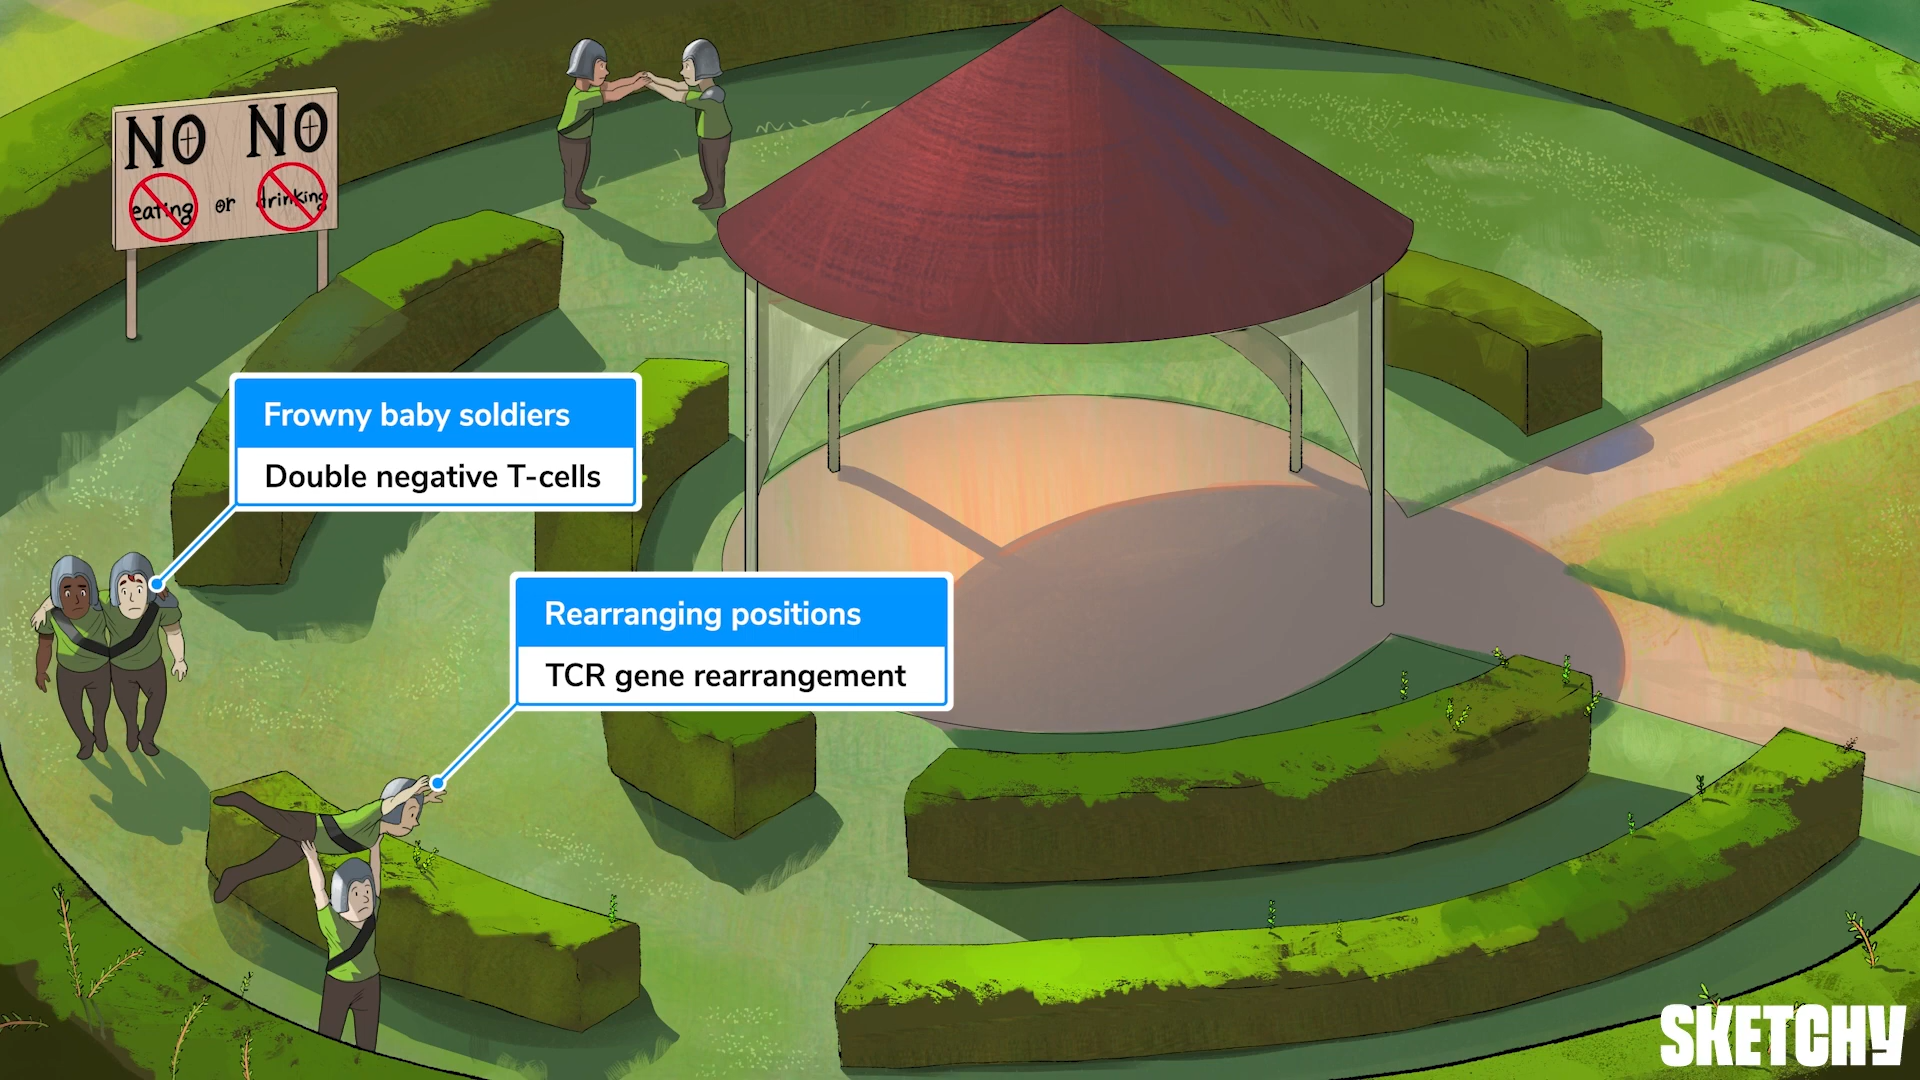 NO NO
eating or drinking
Frowny baby soldiers
Double negative T-cells
Rearranging positions
TCR gene rearrangement
SKETCHY